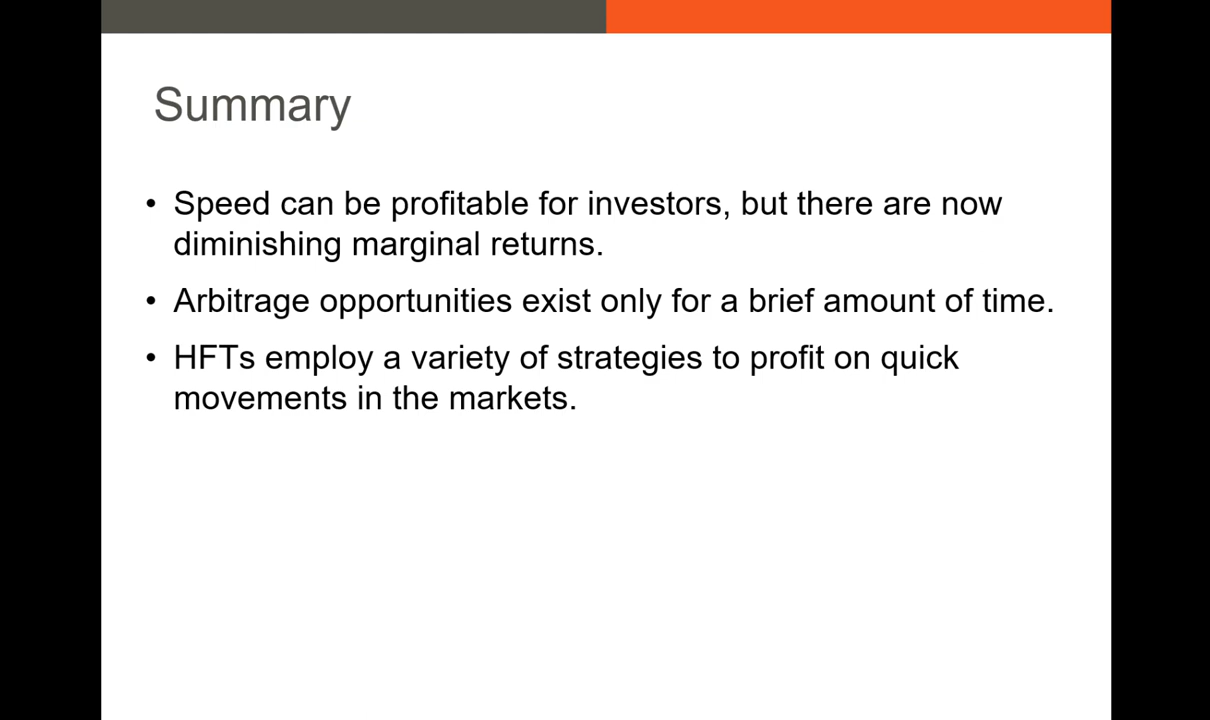 Summary
• Speed can be profitable for investors, but there are now
diminishing marginal returns.
• Arbitrage opportunities exist only for a brief amount of time.
• HFTs employ a variety of strategies to profit on quick
movements in the markets.